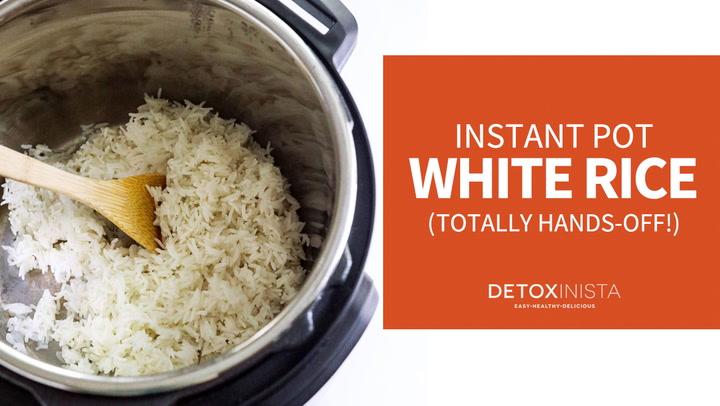 INSTANT POT
WHITE RICE
(TOTALLY HANDS-OFF!)
DETOXINISTA
EASY•HEALTHY•DELICIOUS